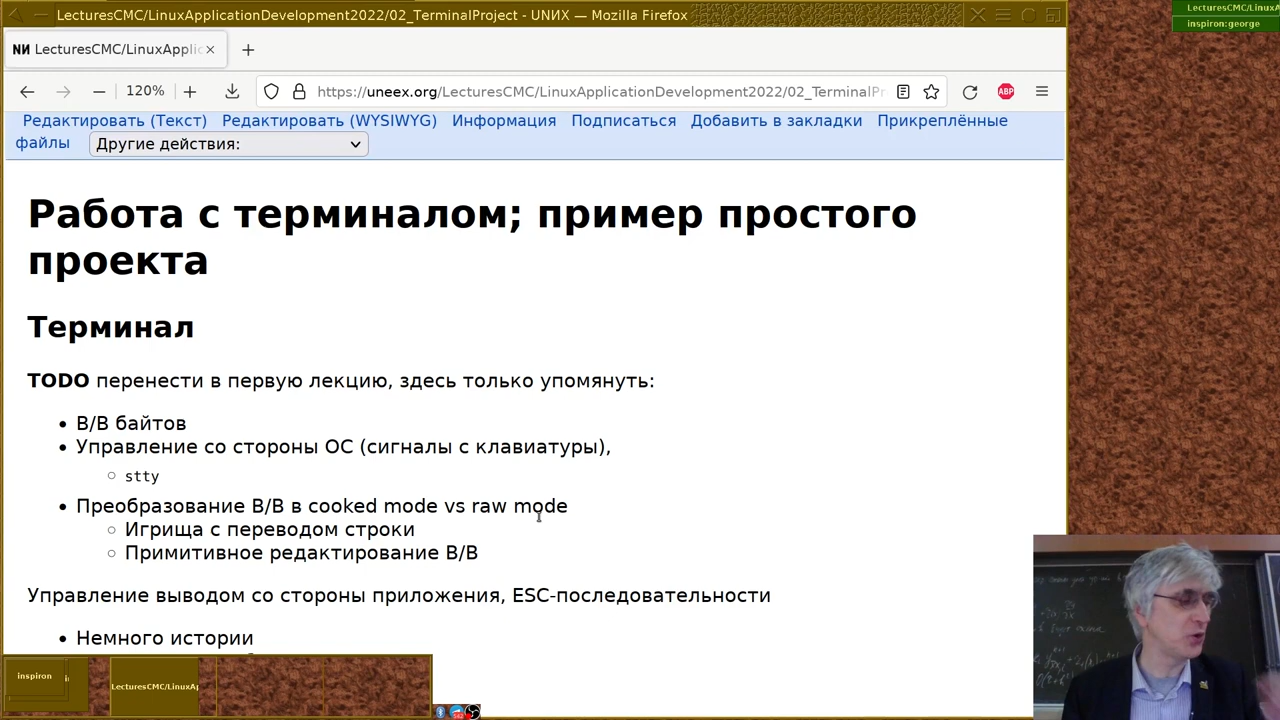 LecturesCMC/LinuxApplicationDevelopment2022/02_TerminalProject - UNИX — Mozilla Firefox
LecturesCMC/LinuxA
inspiron:george
NИ LecturesCMC/LinuxApplic
120%
https://uneex.org/LecturesCMC/LinuxApplicationDevelopment2022/02_TerminalPr
ABP
Редактировать (Текст) Редактировать (WYSIWYG) Информация Подписаться Добавить в закладки Прикреплённые
файлы Другие действия:
Работа с терминалом; пример простого
проекта
Терминал
TODO перенести в первую лекцию, здесь только упомянуть:
В/В байтов
Управление со стороны ОС (сигналы с клавиатуры),
stty
Преобразование В/В в cooked mode vs raw mode
Игрища с переводом строки
Примитивное редактирование В/В
Управление выводом со стороны приложения, ESC-последовательности
Немного истории
inspiron
LecturesCMC/LinuxAp